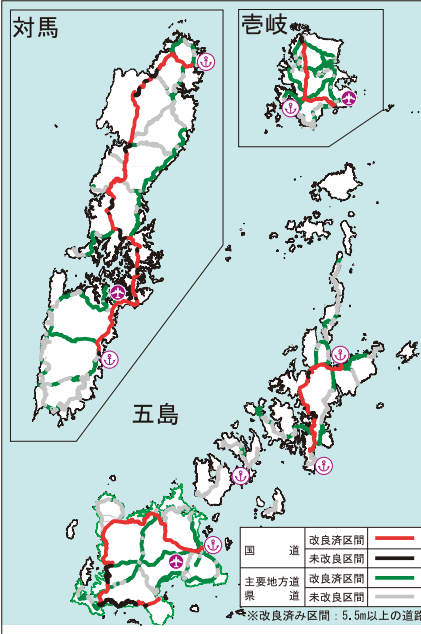 対馬
壱岐
五島
国道
改良済区間
未改良区間
主要地方道
県道
改良済区間
未改良区間
※改良済み区間：5.5m以上の道路